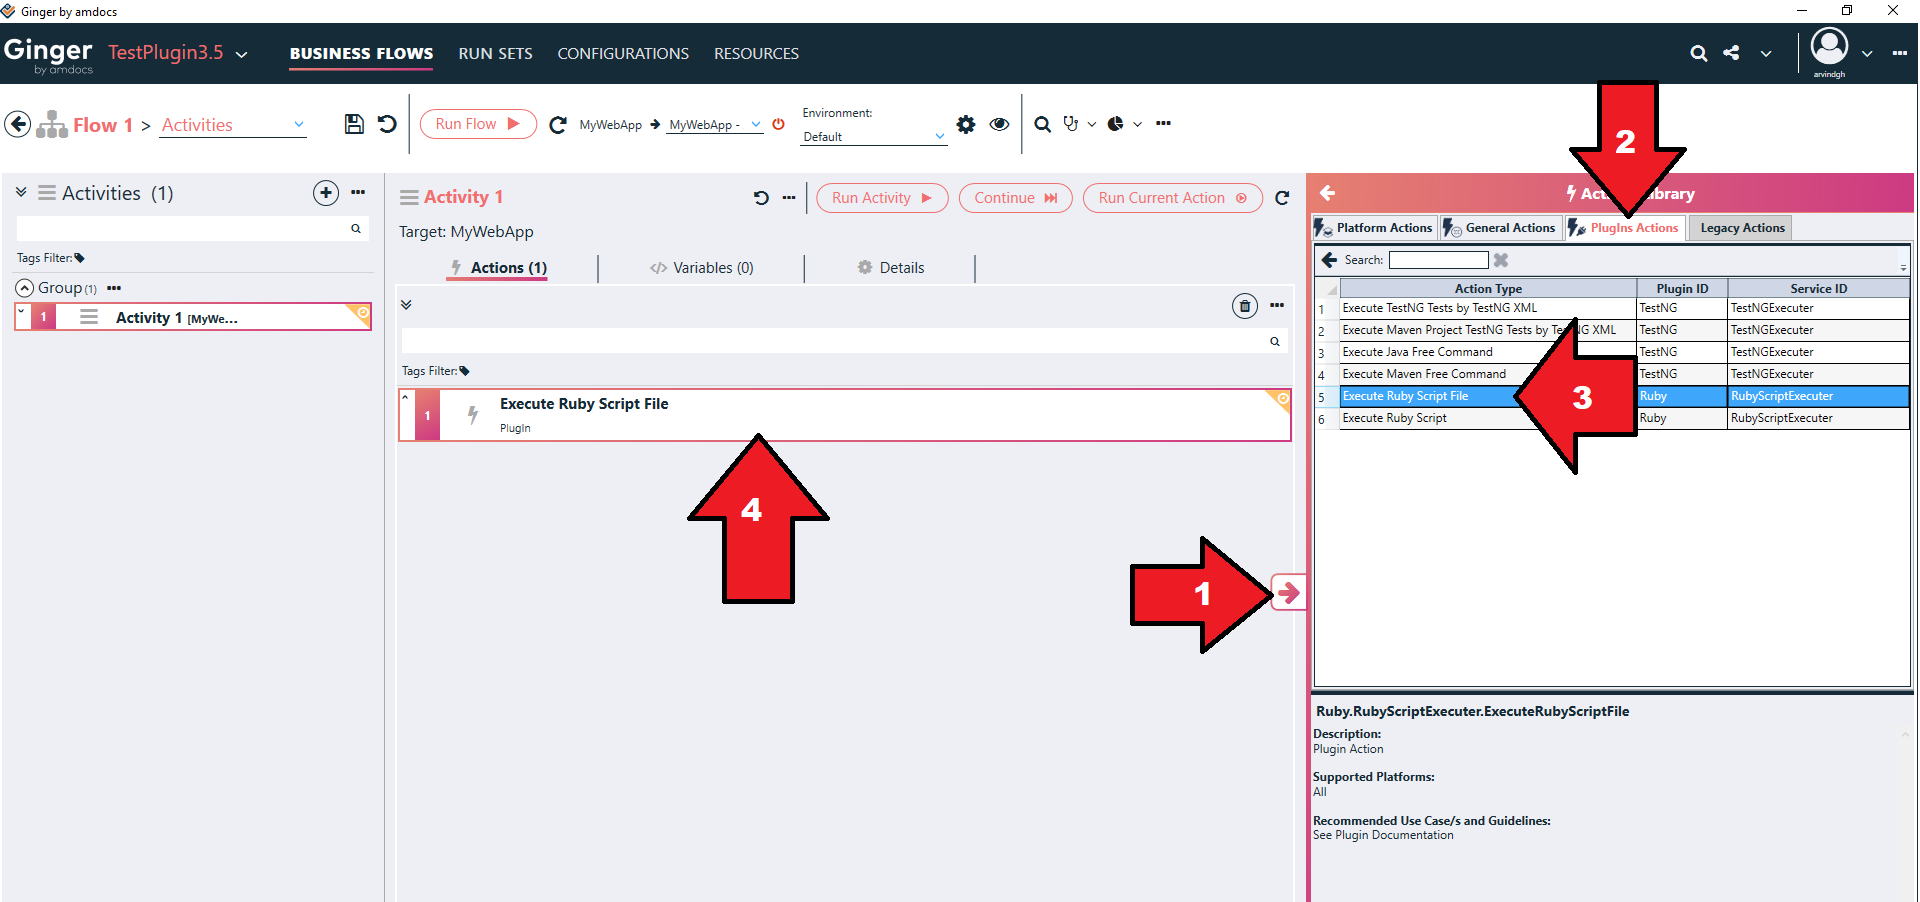 Ginger by amdocs
Ginger
by amdocs
TestPlugin3.5
BUSINESS FLOWS
RUN SETS
CONFIGURATIONS
RESOURCES
arvindgh
Flow 1 > Activities
Run Flow
MyWebApp
MyWebApp -
Environment:
Default
Activities (1)
Tags Filter:
Group (1)
1
Activity 1 [MyWe...
Activity 1
Run Activity
Continue
Run Current Action
Target: MyWebApp
Actions (1)
Variables (0)
Details
Tags Filter:
1
Execute Ruby Script File
PlugIn
4
1
2
Platform Actions
General Actions
PlugIns Actions
Legacy Actions
Search:
Action Type Plugin ID Service ID
1 Execute TestNG Tests by TestNG XML TestNG TestNGExecuter
2 Execute Maven Project TestNG Tests by XML TestNG TestNGExecuter
3 Execute Java Free Command TestNG TestNGExecuter
4 Execute Maven Free Command TestNG TestNGExecuter
5 Execute Ruby Script File Ruby RubyScriptExecuter
6 Execute Ruby Script Ruby RubyScriptExecuter
3
Ruby.RubyScriptExecuter.ExecuteRubyScriptFile
Description:
Plugin Action
Supported Platforms:
All
Recommended Use Case/s and Guidelines:
See Plugin Documentation